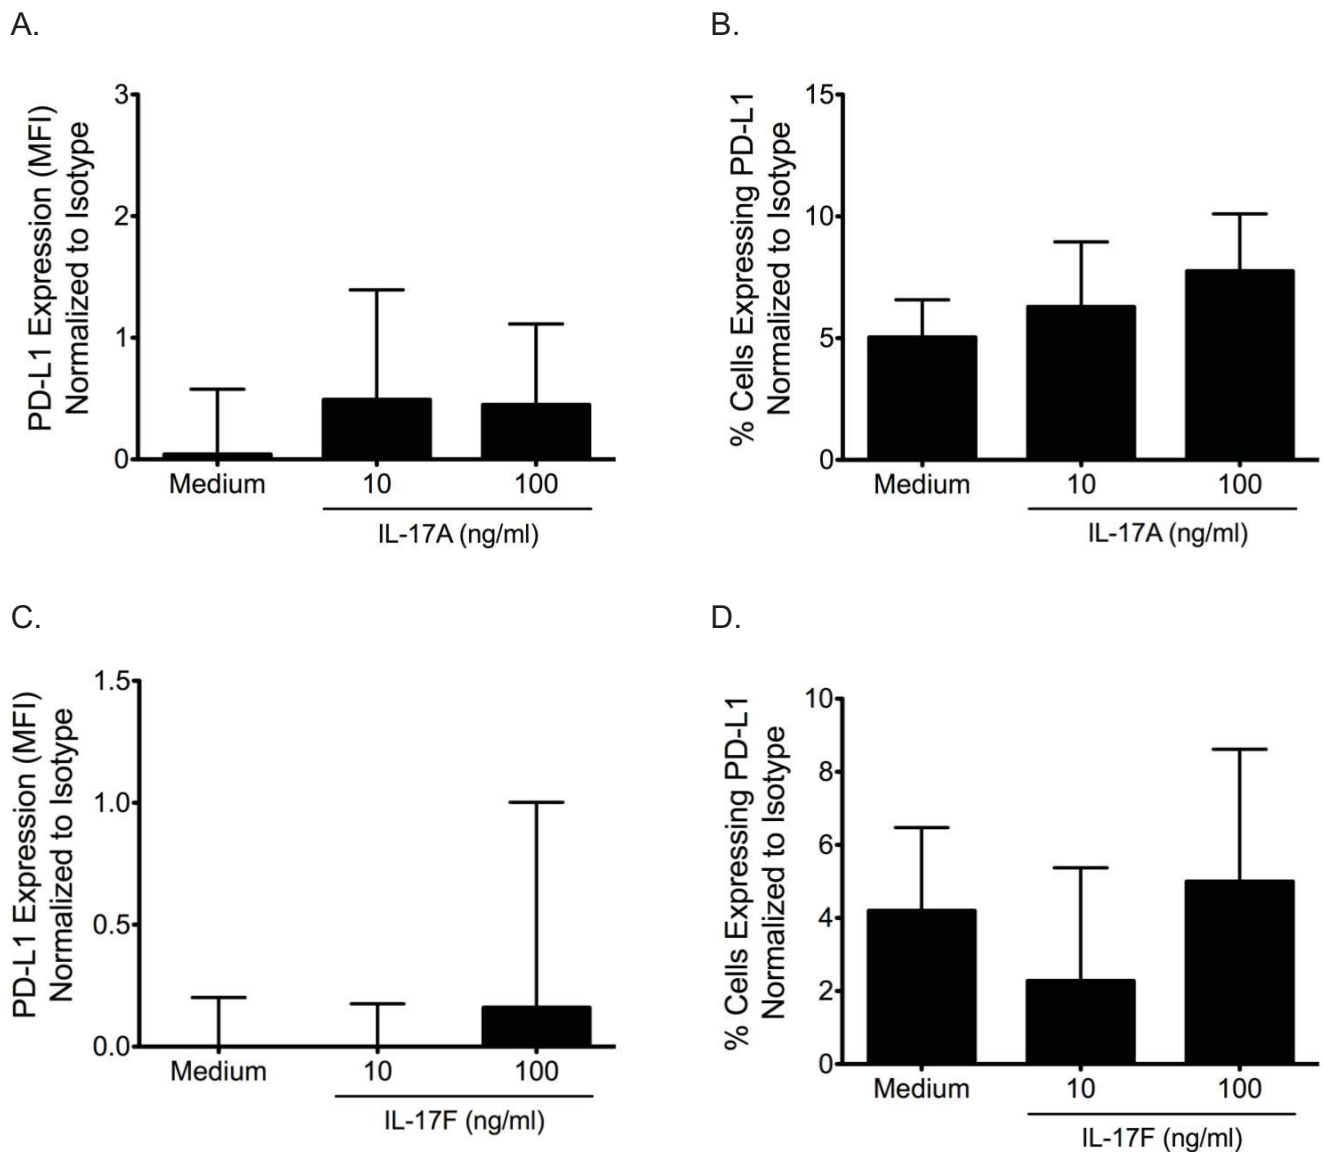 A.
PD-L1 Expression (MFI)
Normalized to Isotype
3
2
1
0
Medium
10
100
IL-17A (ng/ml)
B.
% Cells Expressing PD-L1
Normalized to Isotype
15
10
5
0
Medium
10
100
IL-17A (ng/ml)
C.
PD-L1 Expression (MFI)
Normalized to Isotype
1.5
1.0
0.5
0.0
Medium
10
100
IL-17F (ng/ml)
D.
% Cells Expressing PD-L1
Normalized to Isotype
10
8
6
4
2
0
Medium
10
100
IL-17F (ng/ml)